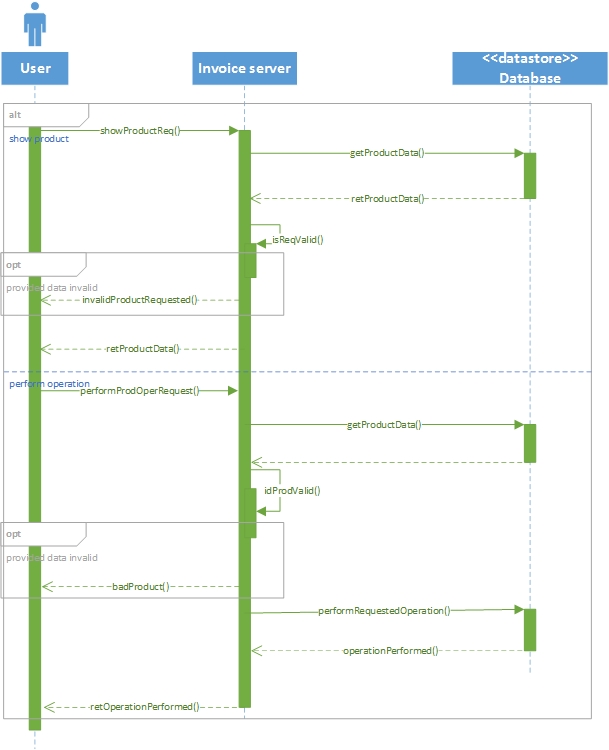 User
Invoice server
<<datastore>>
Database
alt
showProductReq()
show product
getProductData()
retProductData()
isReqValid()
opt
provided data invalid
invalidProductRequested()
retProductData()
perform operation
performProdOperRequest()
getProductData()
idProdValid()
opt
provided data invalid
badProduct()
performRequestedOperation()
operationPerformed()
retOperationPerformed()